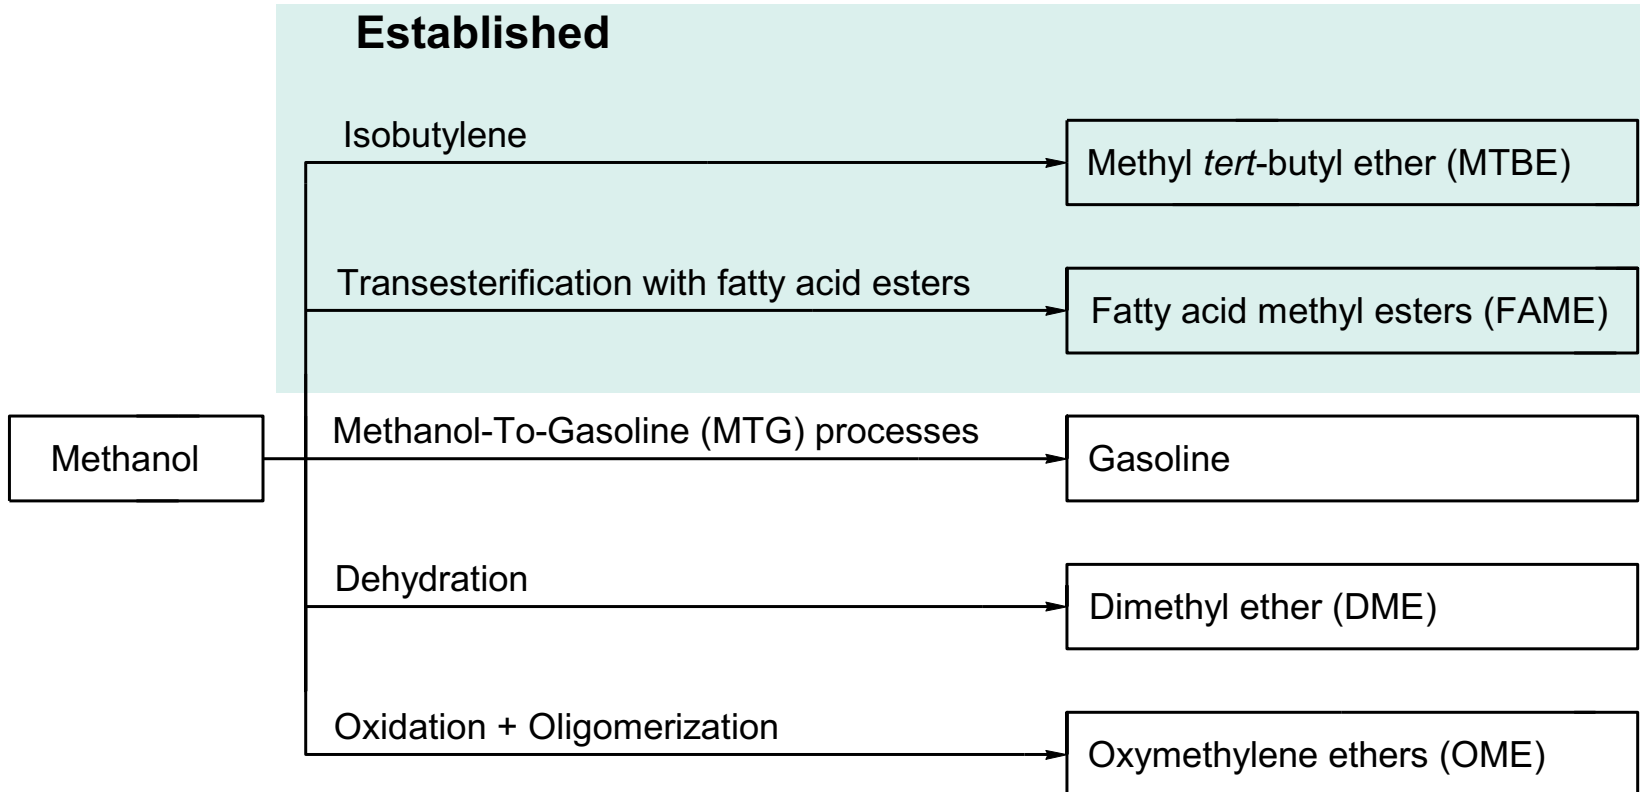 Established
Isobutylene
Methyl tert-butyl ether (MTBE)
Transesterification with fatty acid esters
Fatty acid methyl esters (FAME)
Methanol
Methanol-To-Gasoline (MTG) processes
Gasoline
Dehydration
Dimethyl ether (DME)
Oxidation + Oligomerization
Oxymethylene ethers (OME)